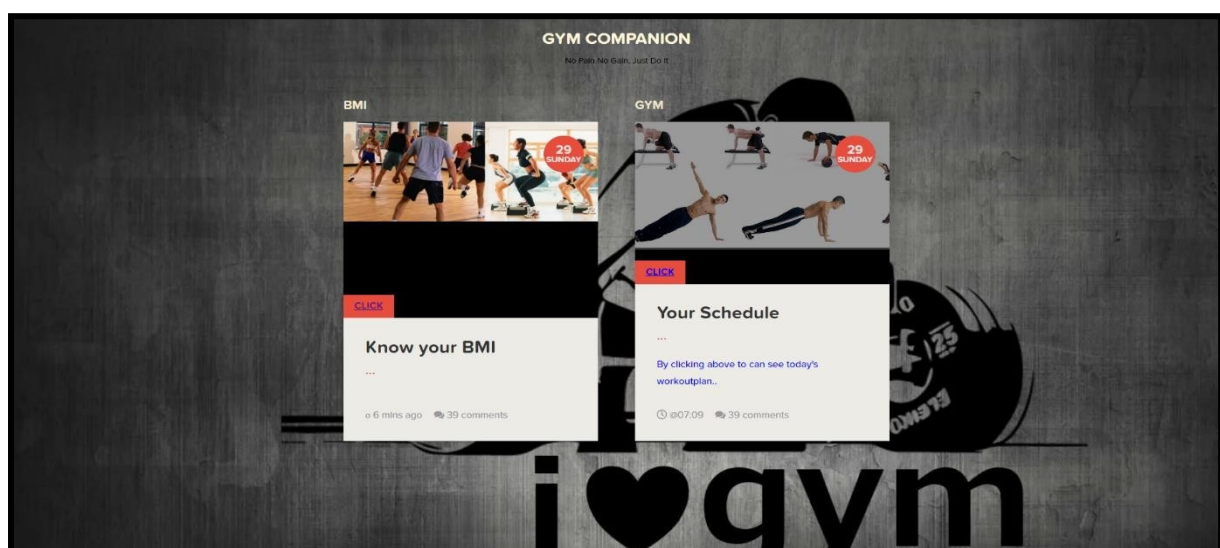 GYM COMPANION
No Pain No Gain, Just Do It
BMI
29
SUNDAY
CLICK
Know your BMI
...
6 mins ago 39 comments
GYM
29
SUNDAY
CLICK
Your Schedule
...
By clicking above to can see today's
workoutplan..
@07:09 39 comments
25
ELEIKO
i♥gym